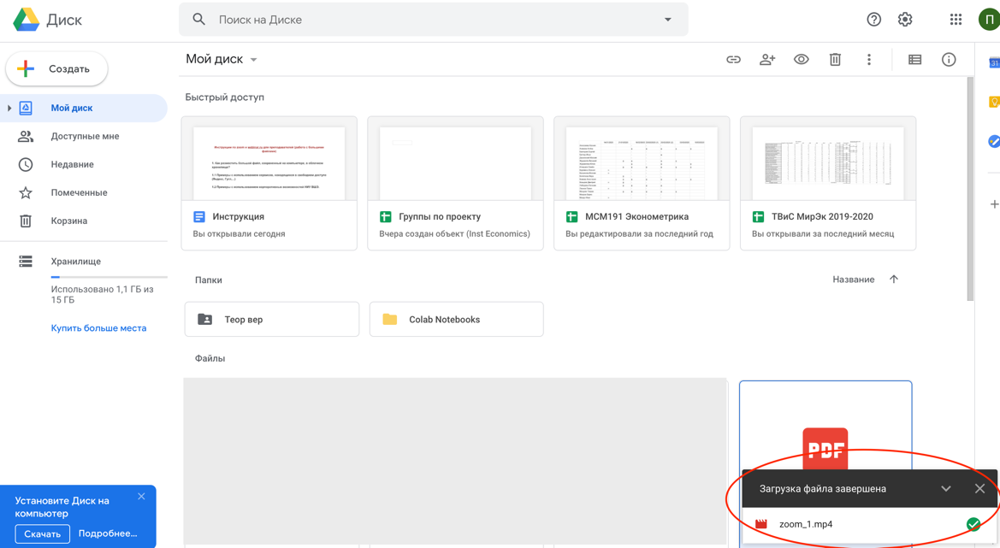 Диск
Поиск на Диске
П
Создать
Мой диск
31
Мой диск
Доступные мне
Недавние
Помеченные
Корзина
Хранилище
Использовано 1,1 ГБ из
15 ГБ
Купить больше места
Быстрый доступ
Инструкция
Вы открывали сегодня
Группы по проекту
Вчера создан объект (Inst Economics)
МСМ191 Эконометрика
Вы редактировали за последний год
ТВиС МирЭк 2019-2020
Вы открывали за последний месяц
Папки
Название
Теор вер
Colab Notebooks
Файлы
PDF
Загрузка файла завершена
zoom_1.mp4
Установите Диск на
компьютер
Скачать
Подробнее...